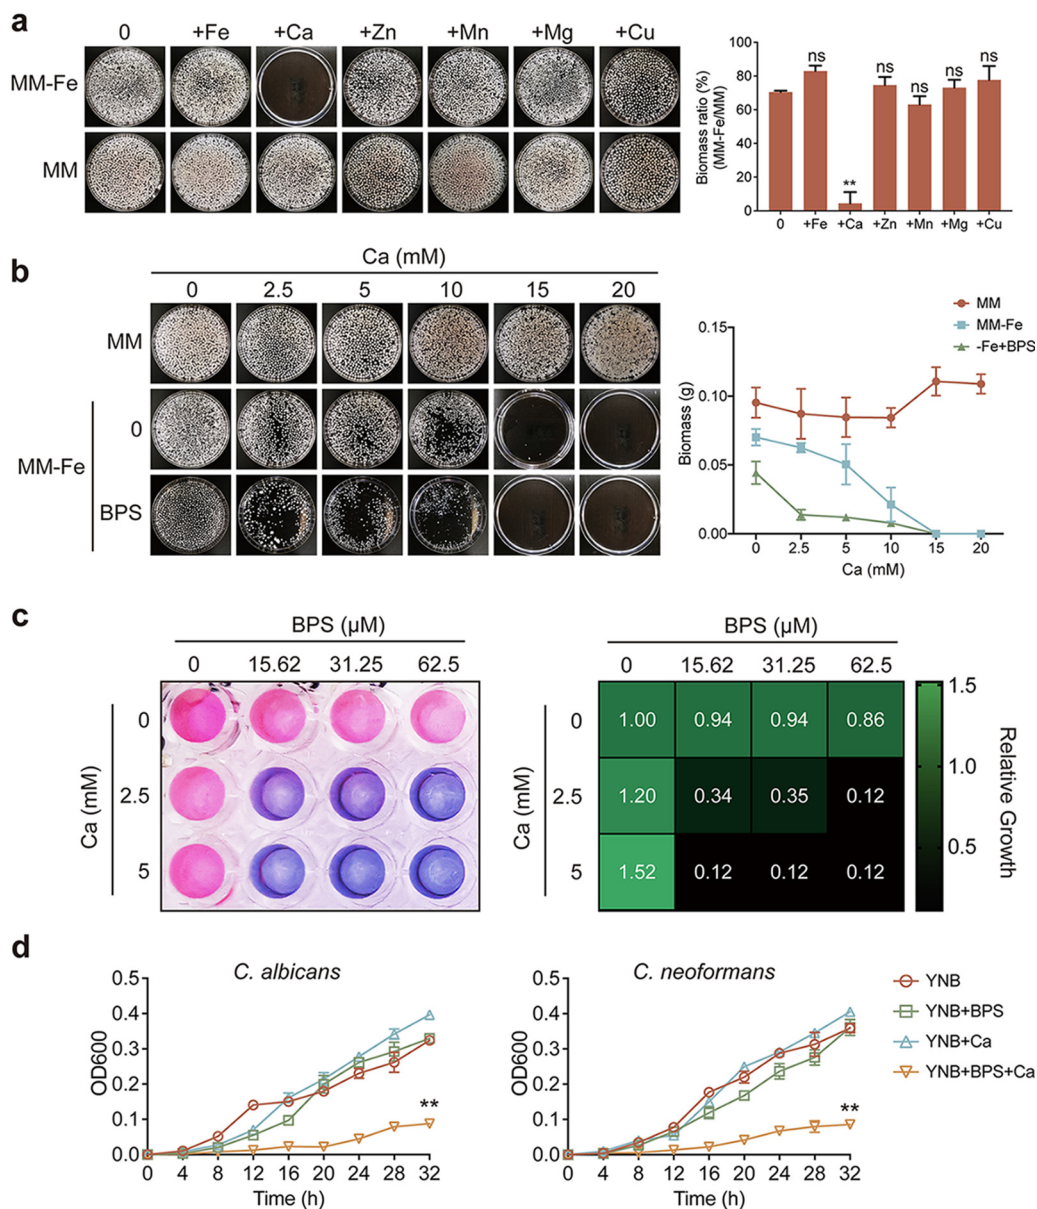 a
0 +Fe +Ca +Zn +Mn +Mg +Cu
MM-Fe
MM
Biomass ratio (%)
(MM-Fe/MM)
100
80
60
40
20
0
ns
**
ns
ns
ns
ns
0 +Fe +Ca +Zn +Mn +Mg +Cu
b
Ca (mM)
0 2.5 5 10 15 20
MM
MM-Fe
0
BPS
MM
MM-Fe
-Fe+BPS
Biomass (g)
0.15
0.10
0.05
0.00
0 2.5 5 10 15 20
Ca (mM)
c
BPS (μM)
0 15.62 31.25 62.5
Ca (mM)
0
2.5
5
BPS (μM)
0 15.62 31.25 62.5
Ca (mM)
0
2.5
5
1.00 0.94 0.94 0.86
1.20 0.34 0.35 0.12
1.52 0.12 0.12 0.12
1.5
1.0
0.5
Relative Growth
d
C. albicans
OD600
0.5
0.4
0.3
0.2
0.1
0.0
**
0 4 8 12 16 20 24 28 32
Time (h)
C. neoformans
OD600
0.5
0.4
0.3
0.2
0.1
0.0
**
0 4 8 12 16 20 24 28 32
Time (h)
YNB
YNB+BPS
YNB+Ca
YNB+BPS+Ca